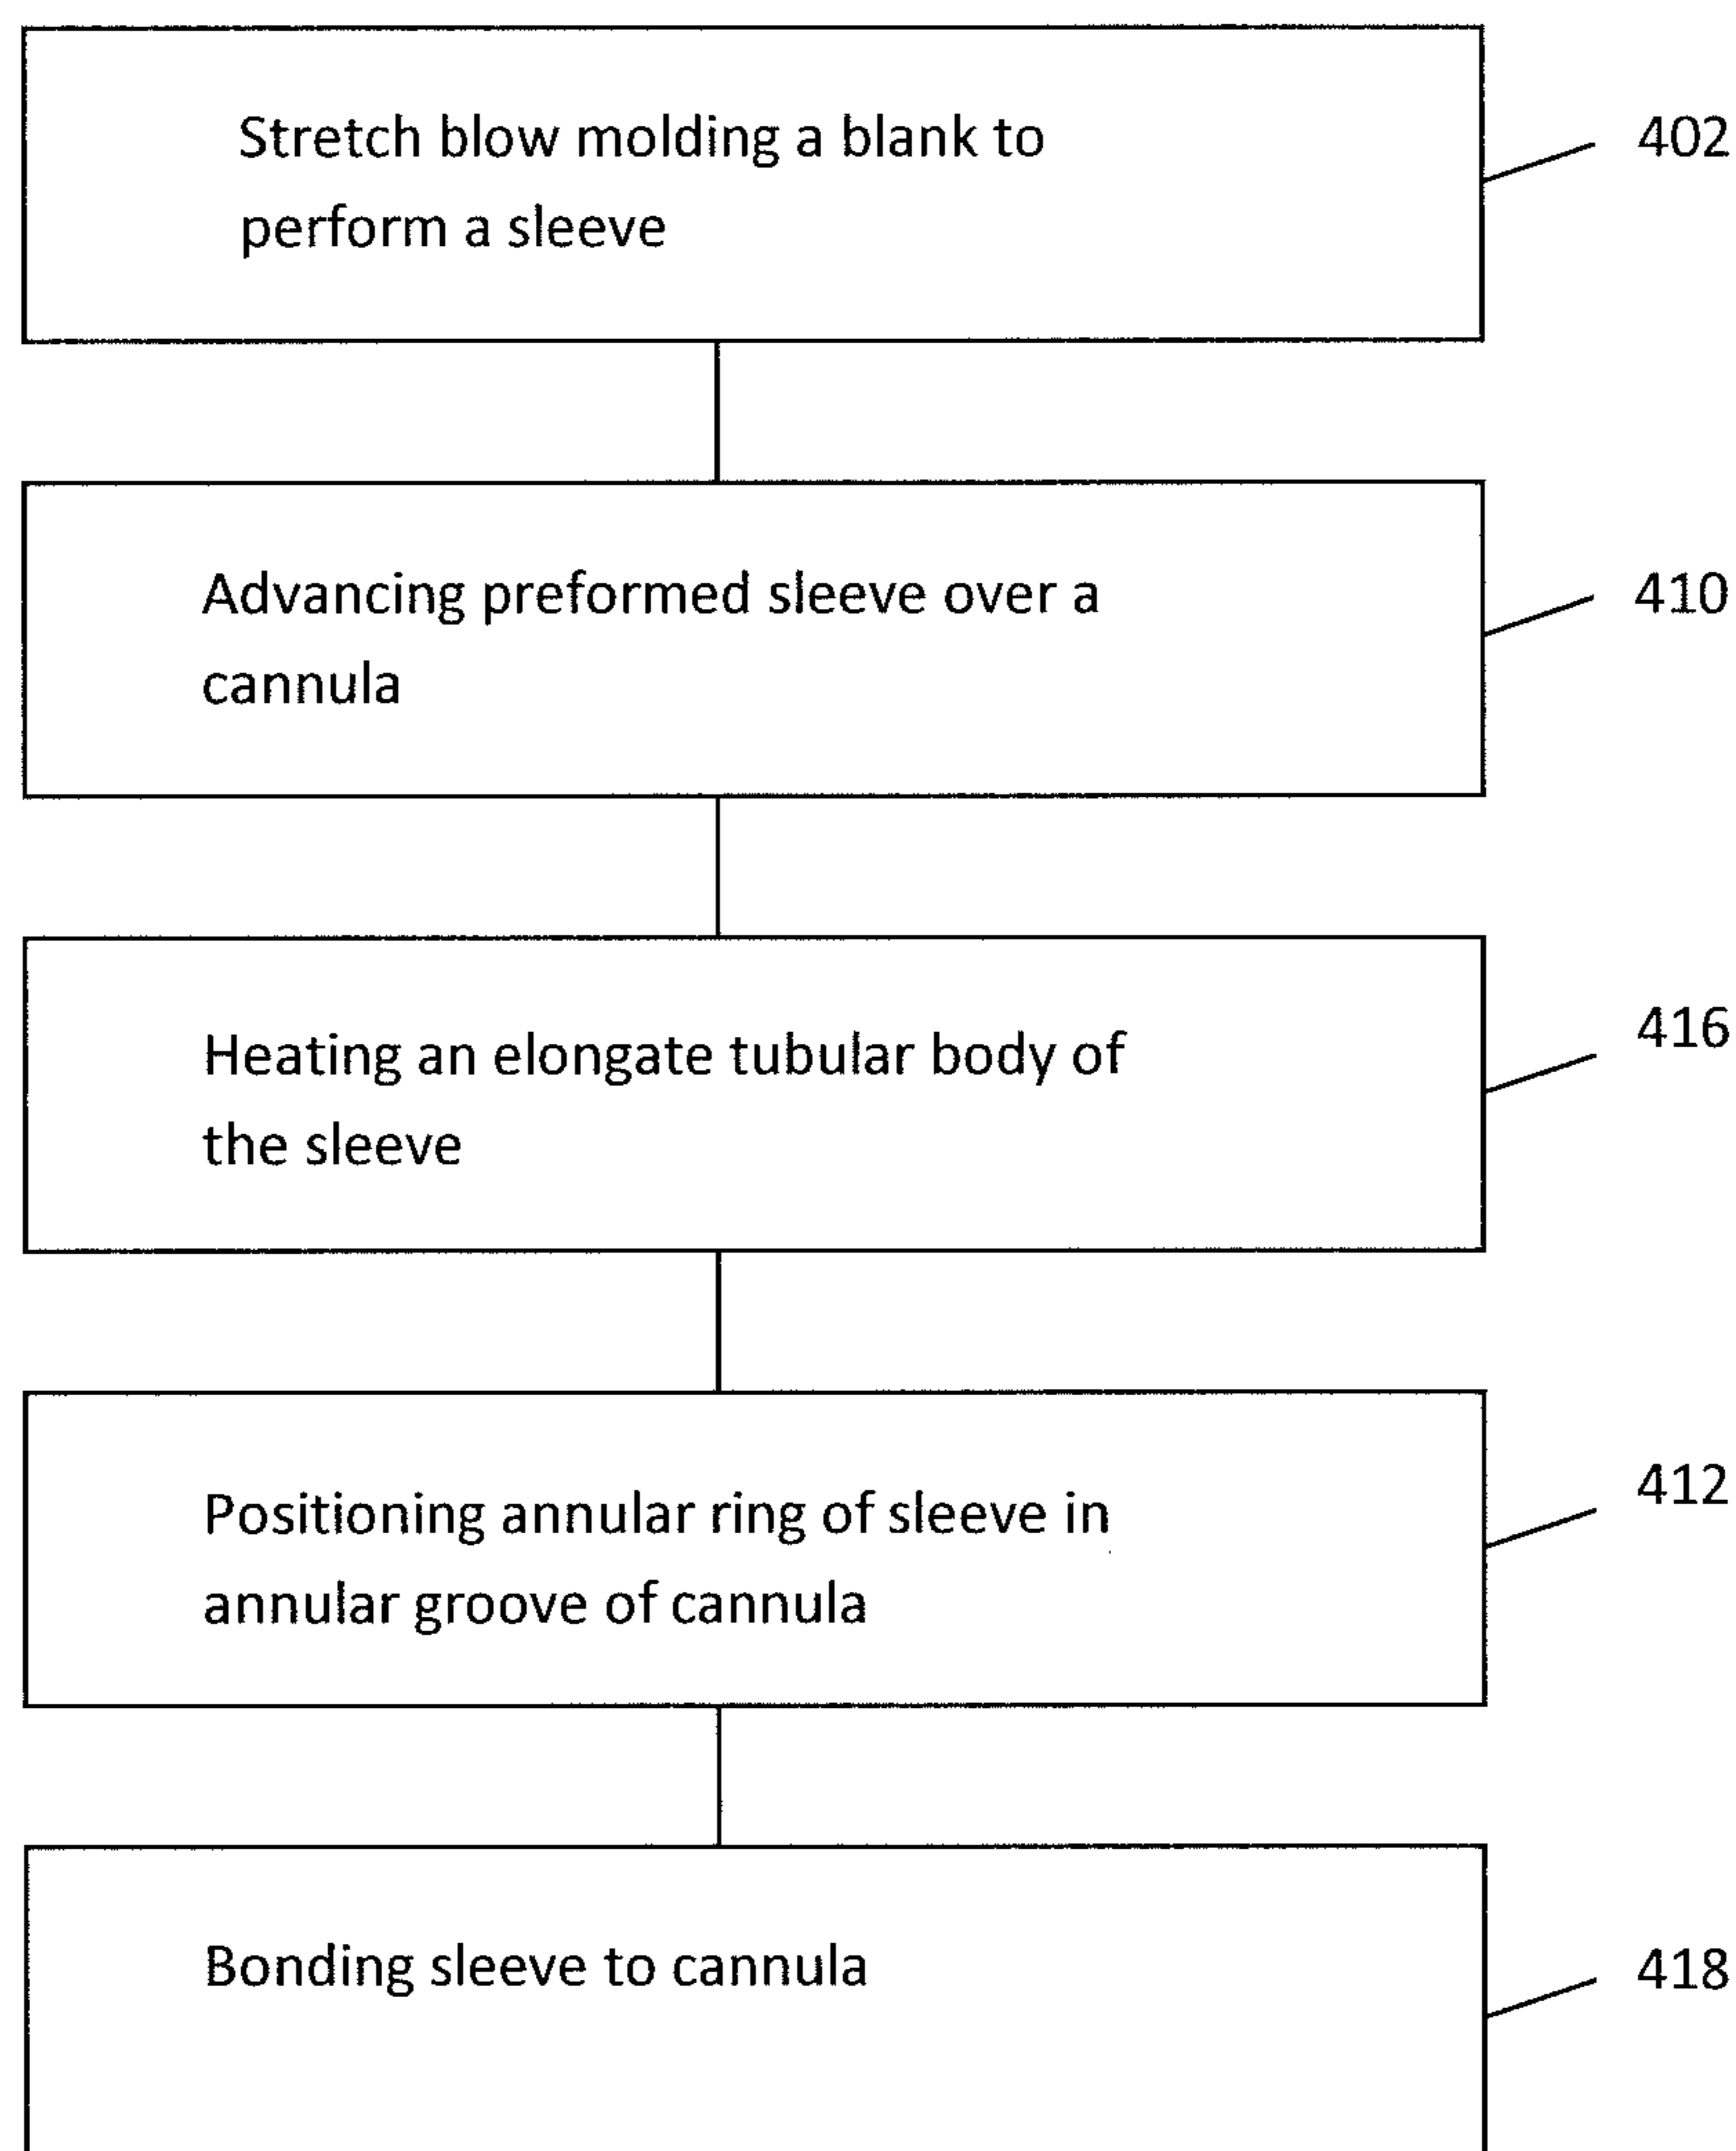 Stretch blow molding a blank to
perform a sleeve
402
Advancing preformed sleeve over a
cannula
410
Heating an elongate tubular body of
the sleeve
416
Positioning annular ring of sleeve in
annular groove of cannula
412
Bonding sleeve to cannula
418